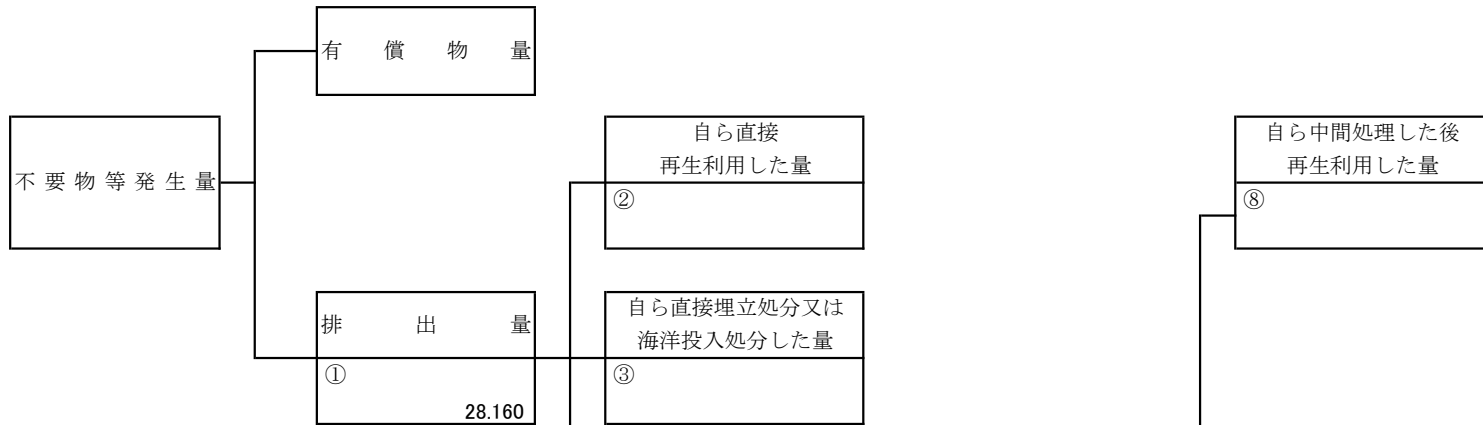 有償物量
不要物等発生量
自ら直接
再生利用した量
②
自ら中間処理した後
再生利用した量
⑧
排出量
①
28.160
自ら直接埋立処分又は
海洋投入処分した量
③